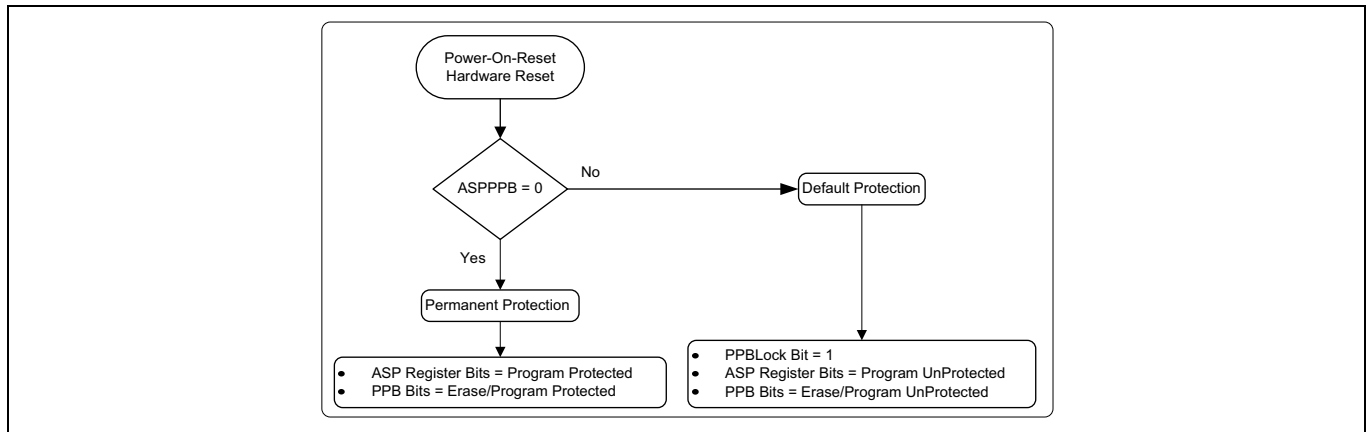 Power-On-Reset
Hardware Reset
ASPPPB = 0
No
Default Protection
Yes
Permanent Protection
• ASP Register Bits = Program Protected
• PPB Bits = Erase/Program Protected
• PPBLock Bit = 1
• ASP Register Bits = Program UnProtected
• PPB Bits = Erase/Program UnProtected